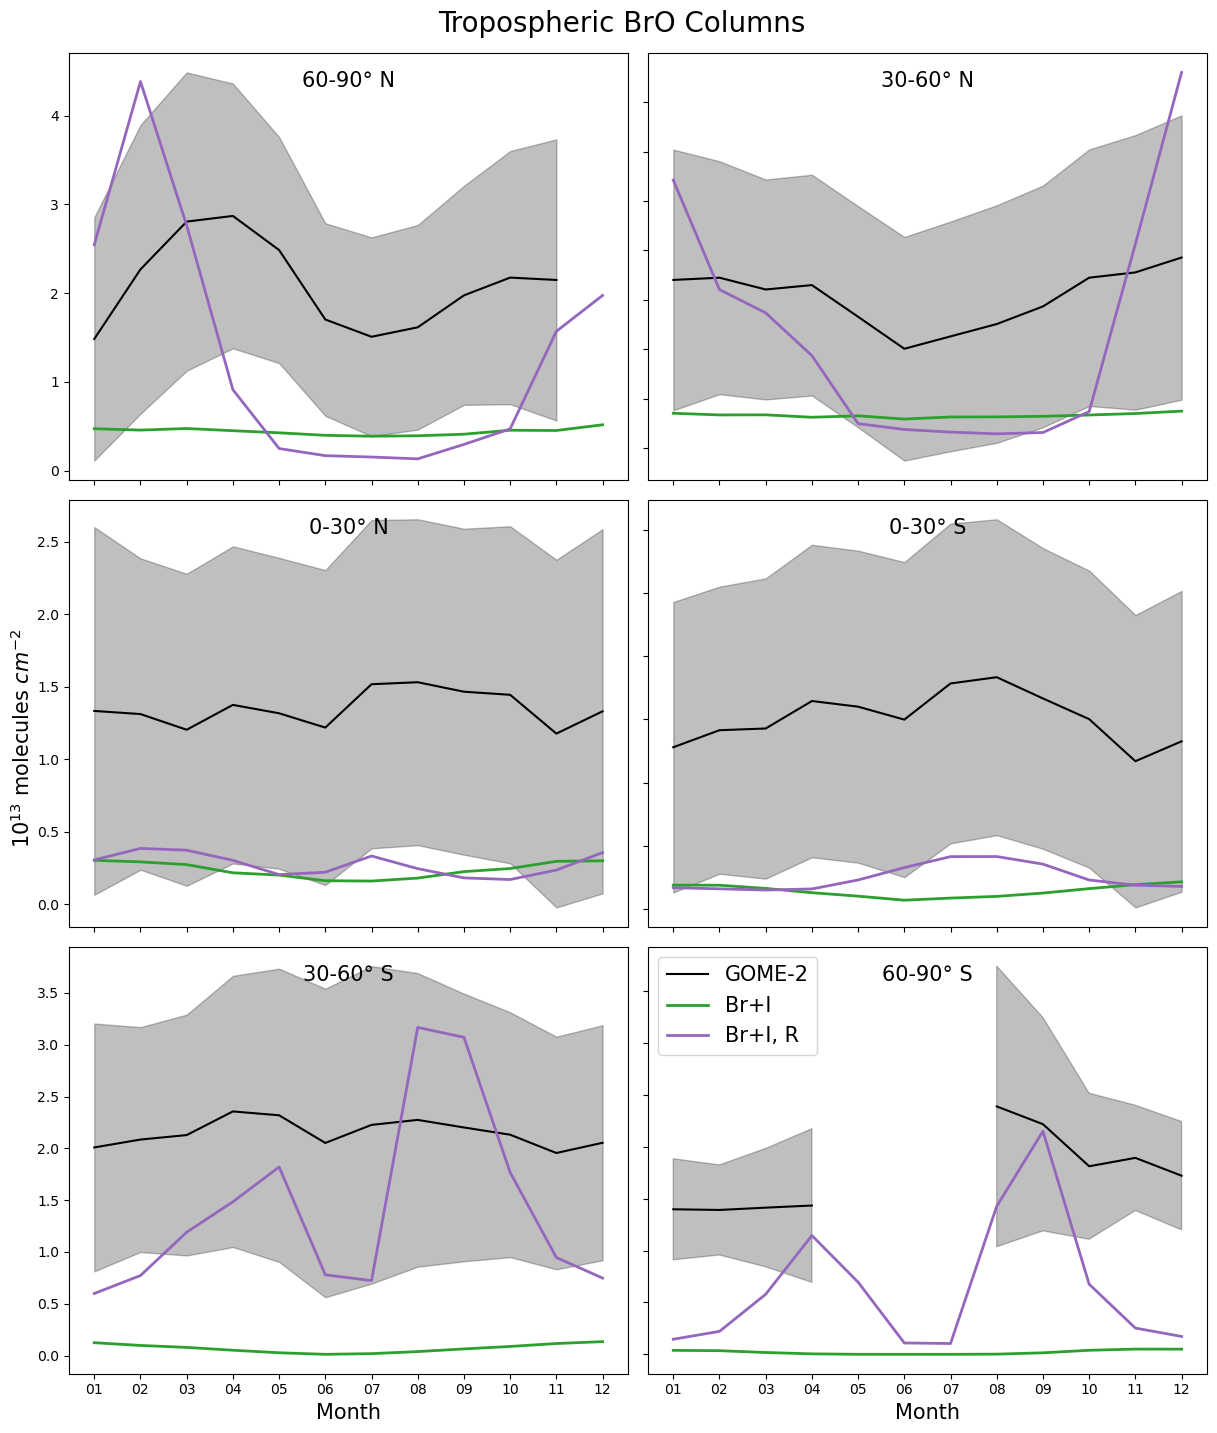 Tropospheric BrO Columns
60-90° N
4
3
2
1
0
30-60° N
0-30° N
2.5
2.0
1.5
1.0
0.5
0.0
0-30° S
10¹³ molecules cm⁻²
30-60° S
3.5
3.0
2.5
2.0
1.5
1.0
0.5
0.0
01 02 03 04 05 06 07 08 09 10 11 12
Month
60-90° S
GOME-2
Br+I
Br+I, R
01 02 03 04 05 06 07 08 09 10 11 12
Month